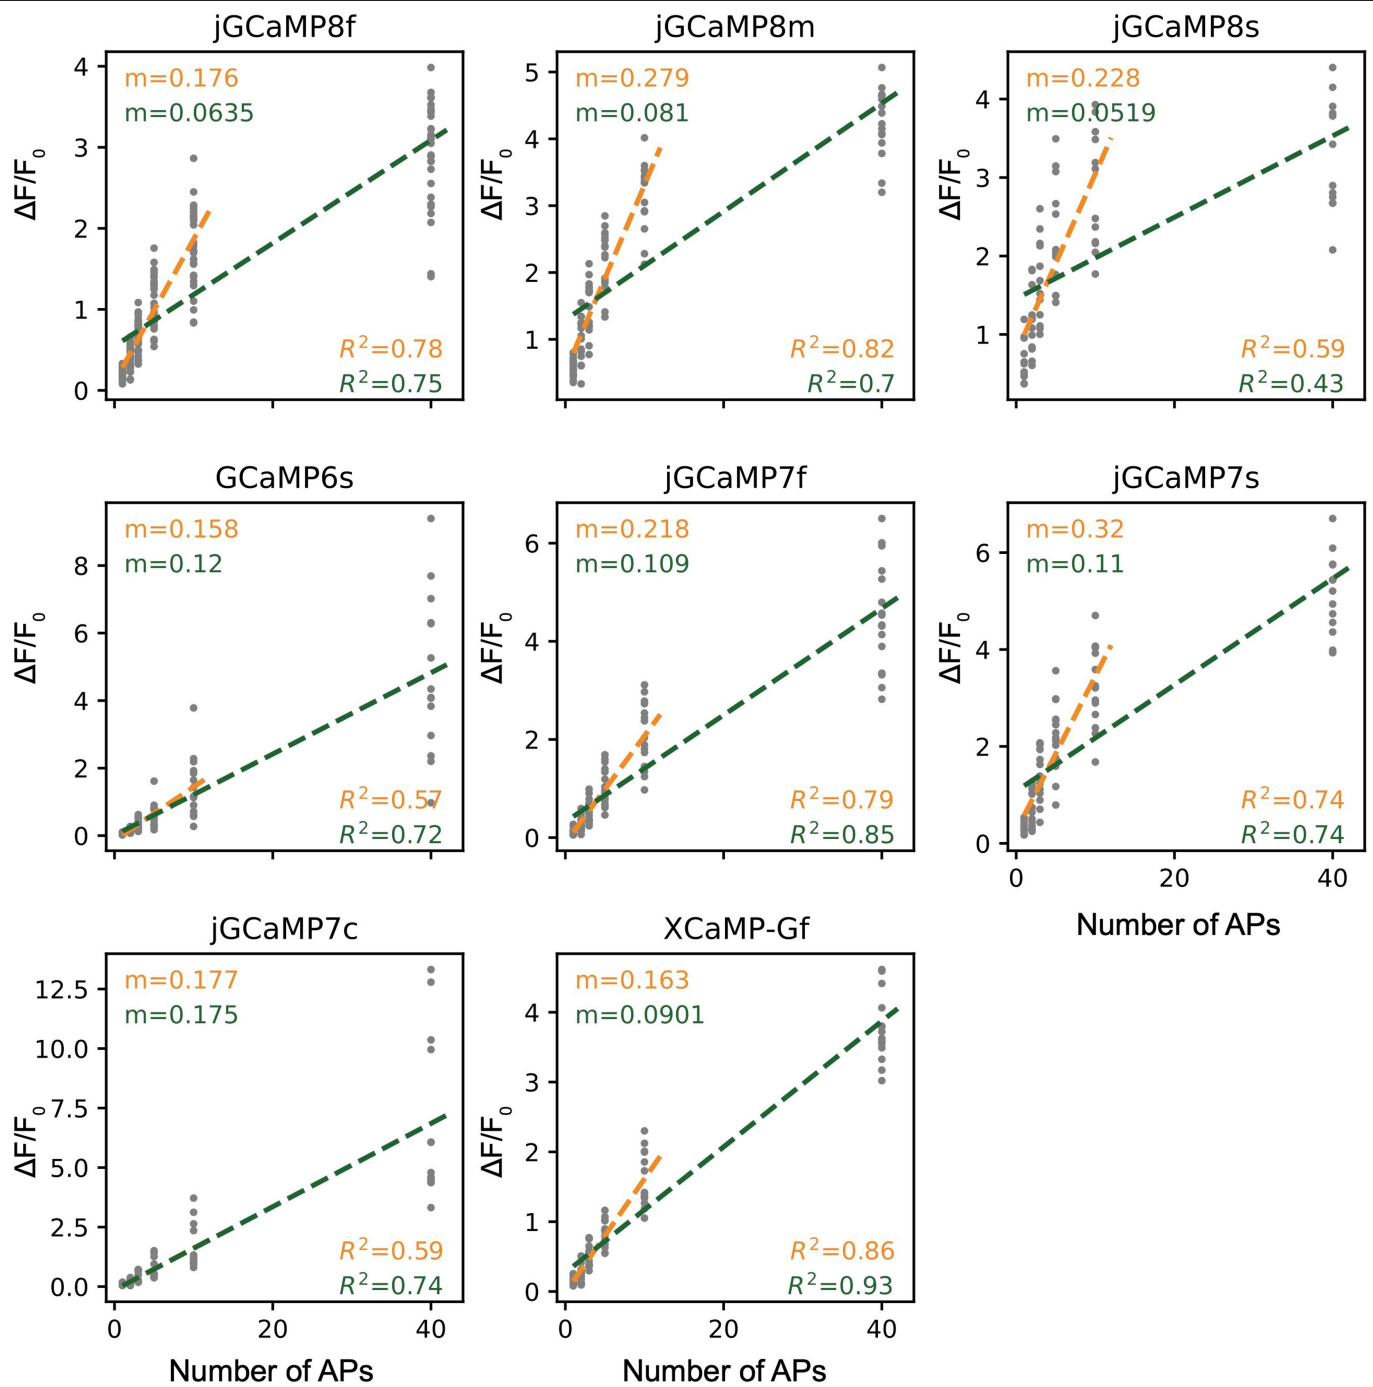 jGCaMP8f
jGCaMP8m
jGCaMP8s
4
3
2
1
0
ΔF/F0
m=0.176
m=0.0635
R2=0.78
R2=0.75
5
4
3
2
1
ΔF/F0
m=0.279
m=0.081
R2=0.82
R2=0.7
4
3
2
1
ΔF/F0
m=0.228
m=0.0519
R2=0.59
R2=0.43
GCaMP6s
jGCaMP7f
jGCaMP7s
8
6
4
2
0
ΔF/F0
m=0.158
m=0.12
R2=0.57
R2=0.72
6
4
2
0
ΔF/F0
m=0.218
m=0.109
R2=0.79
R2=0.85
6
4
2
0
ΔF/F0
m=0.32
m=0.11
R2=0.74
R2=0.74
0 20 40
Number of APs
jGCaMP7c
XCaMP-Gf
12.5
10.0
7.5
5.0
2.5
0.0
ΔF/F0
m=0.177
m=0.175
R2=0.59
R2=0.74
0 20 40
Number of APs
4
3
2
1
0
ΔF/F0
m=0.163
m=0.0901
R2=0.86
R2=0.93
0 20 40
Number of APs